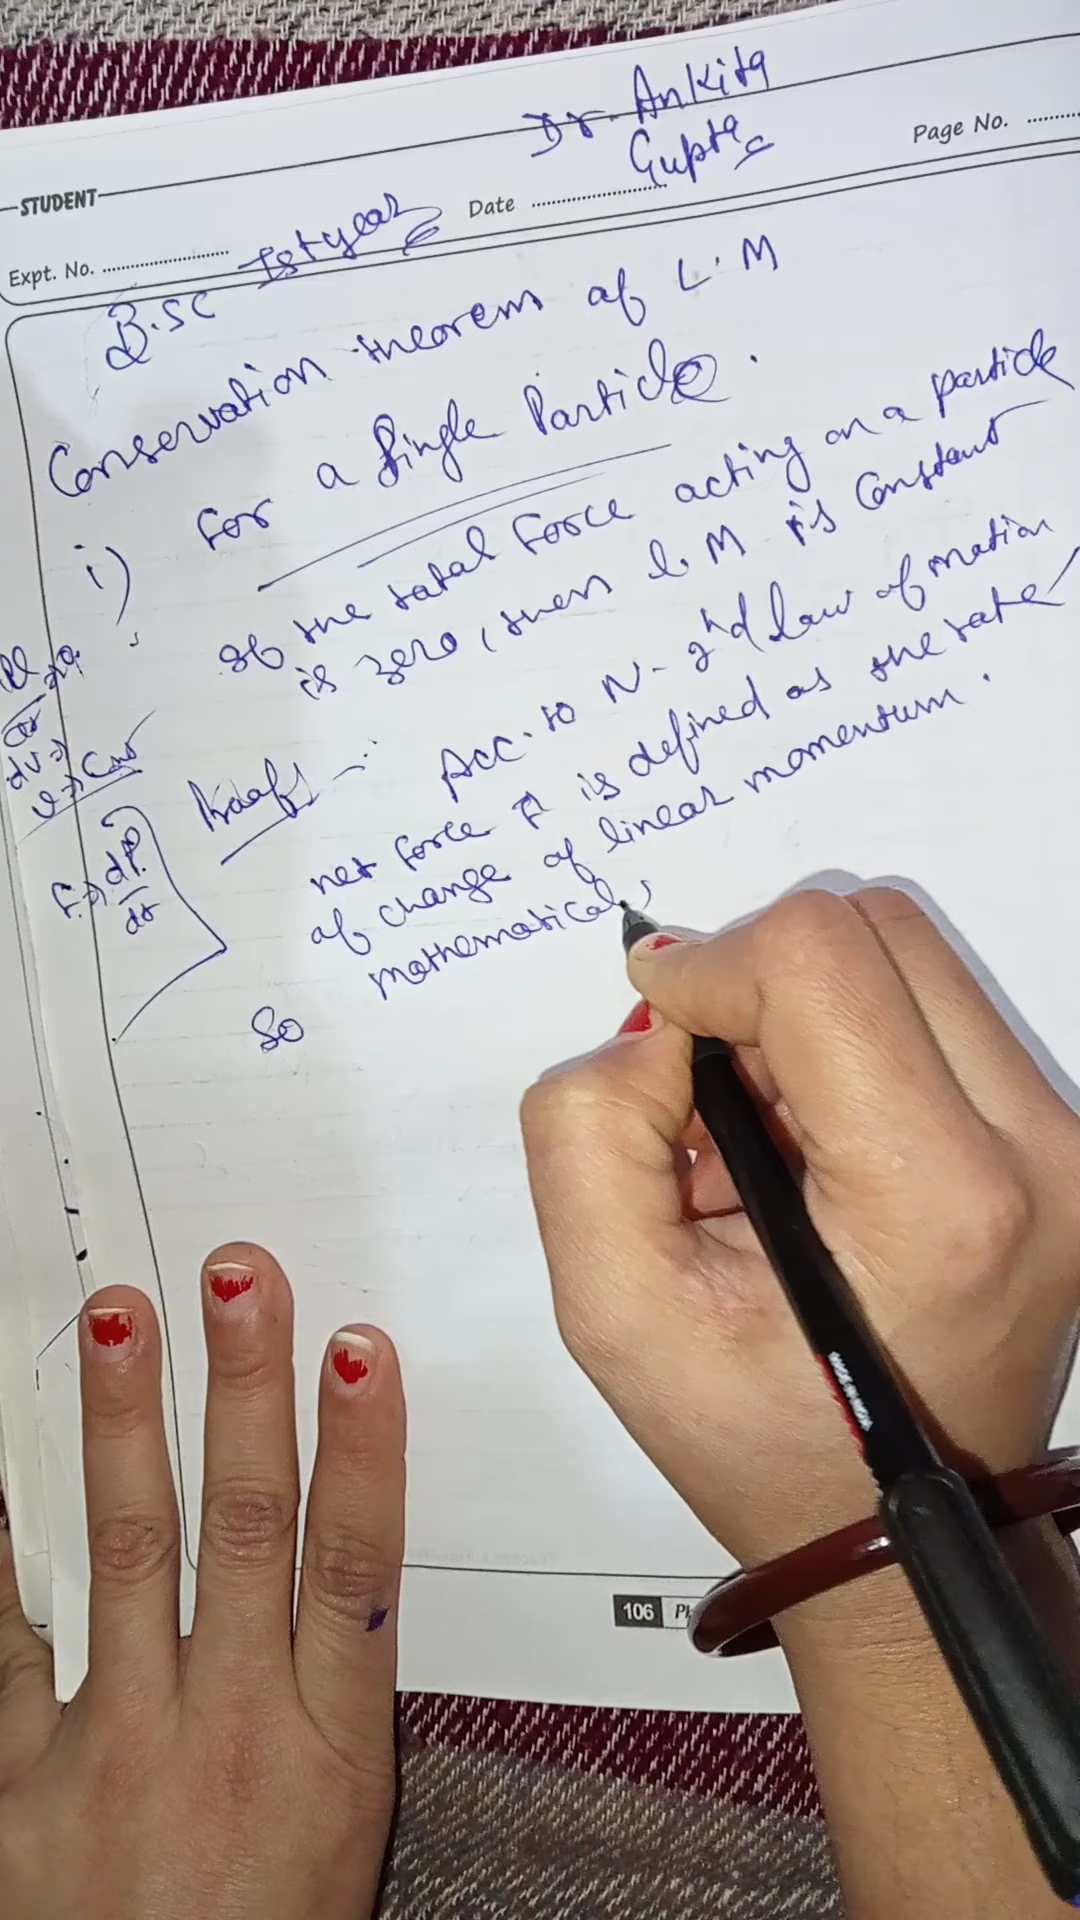 Dr. Ankita
Gupta
STUDENT
Page No.
Date
Expt. No.
B.SC Ist year
Conservation theorem of L.M
i) For a Single Particle.
If the total Force acting on a particle
is zero, then L.M is Constant
Proof -: Acc. to N-2nd law of motion
net force F is defined as the rate
of change of linear momentum.
mathematical
So
F dp
dt
dv
106